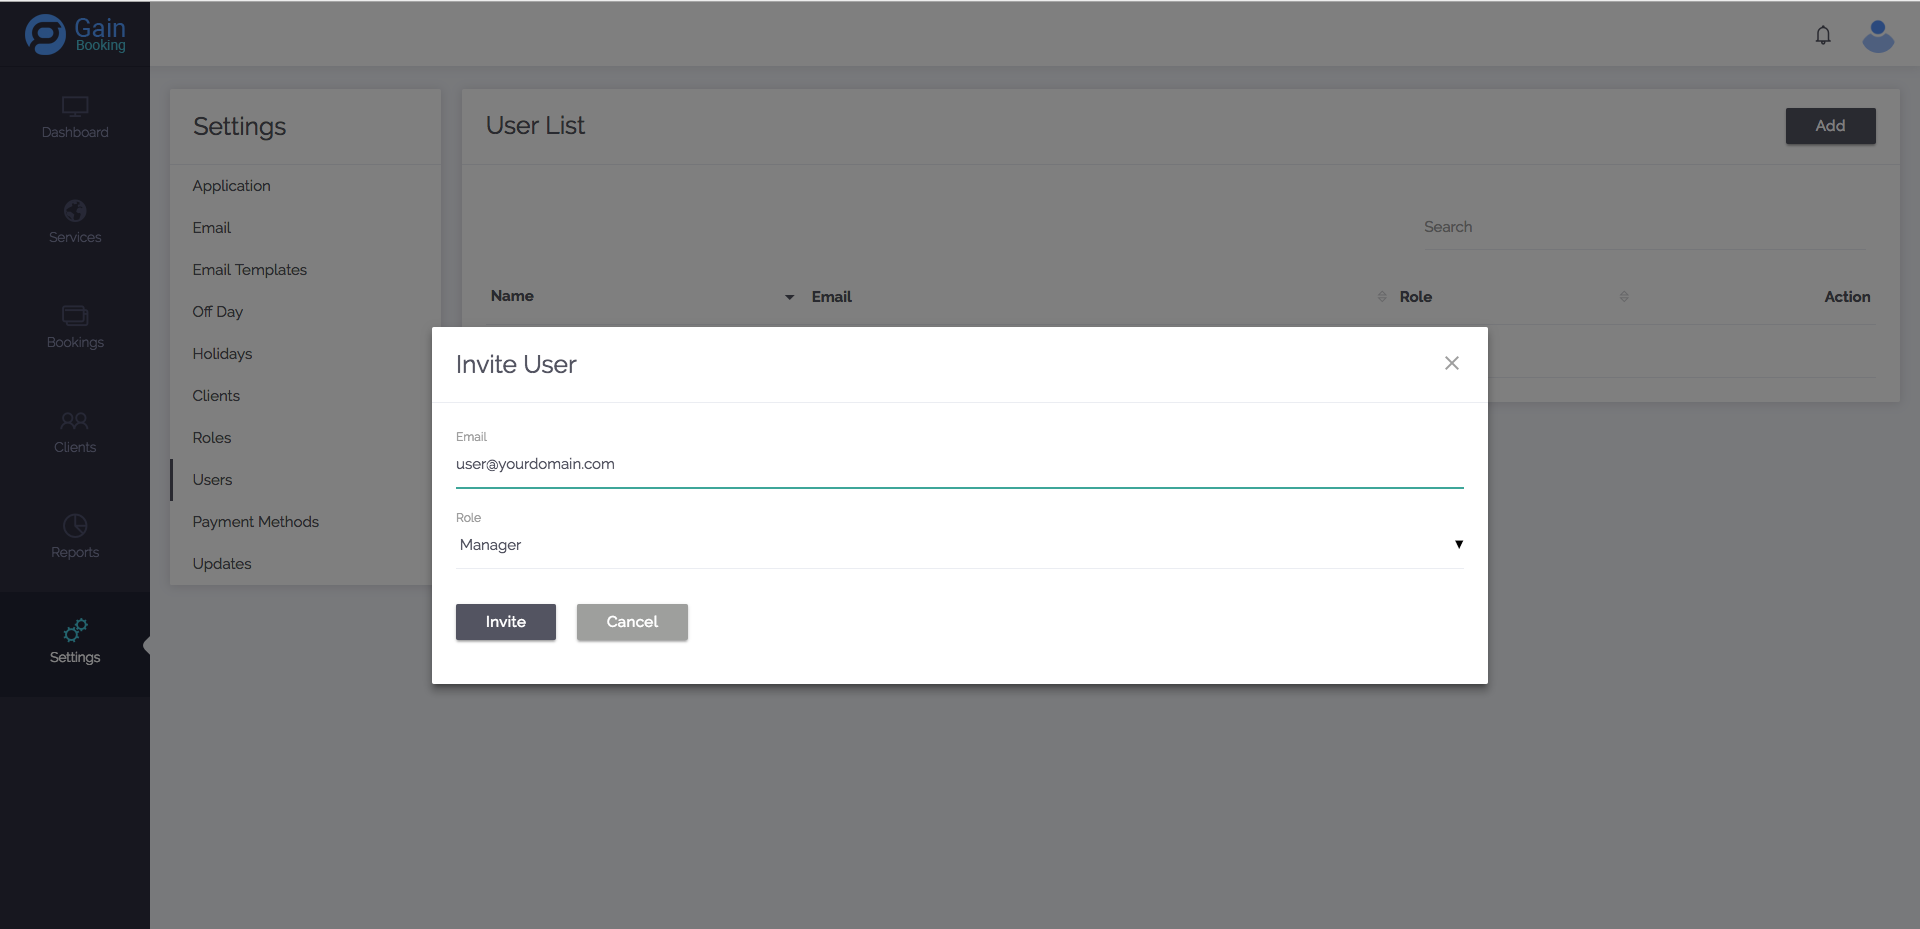 Gain
Booking
Dashboard
Services
Bookings
Clients
Reports
Settings
Settings
Application
Email
Email Templates
Off Day
Holidays
Clients
Roles
Users
Payment Methods
Updates
User List
Add
Search
Name Email Role Action
Invite User
Email
user@yourdomain.com
Role
Manager
Invite Cancel